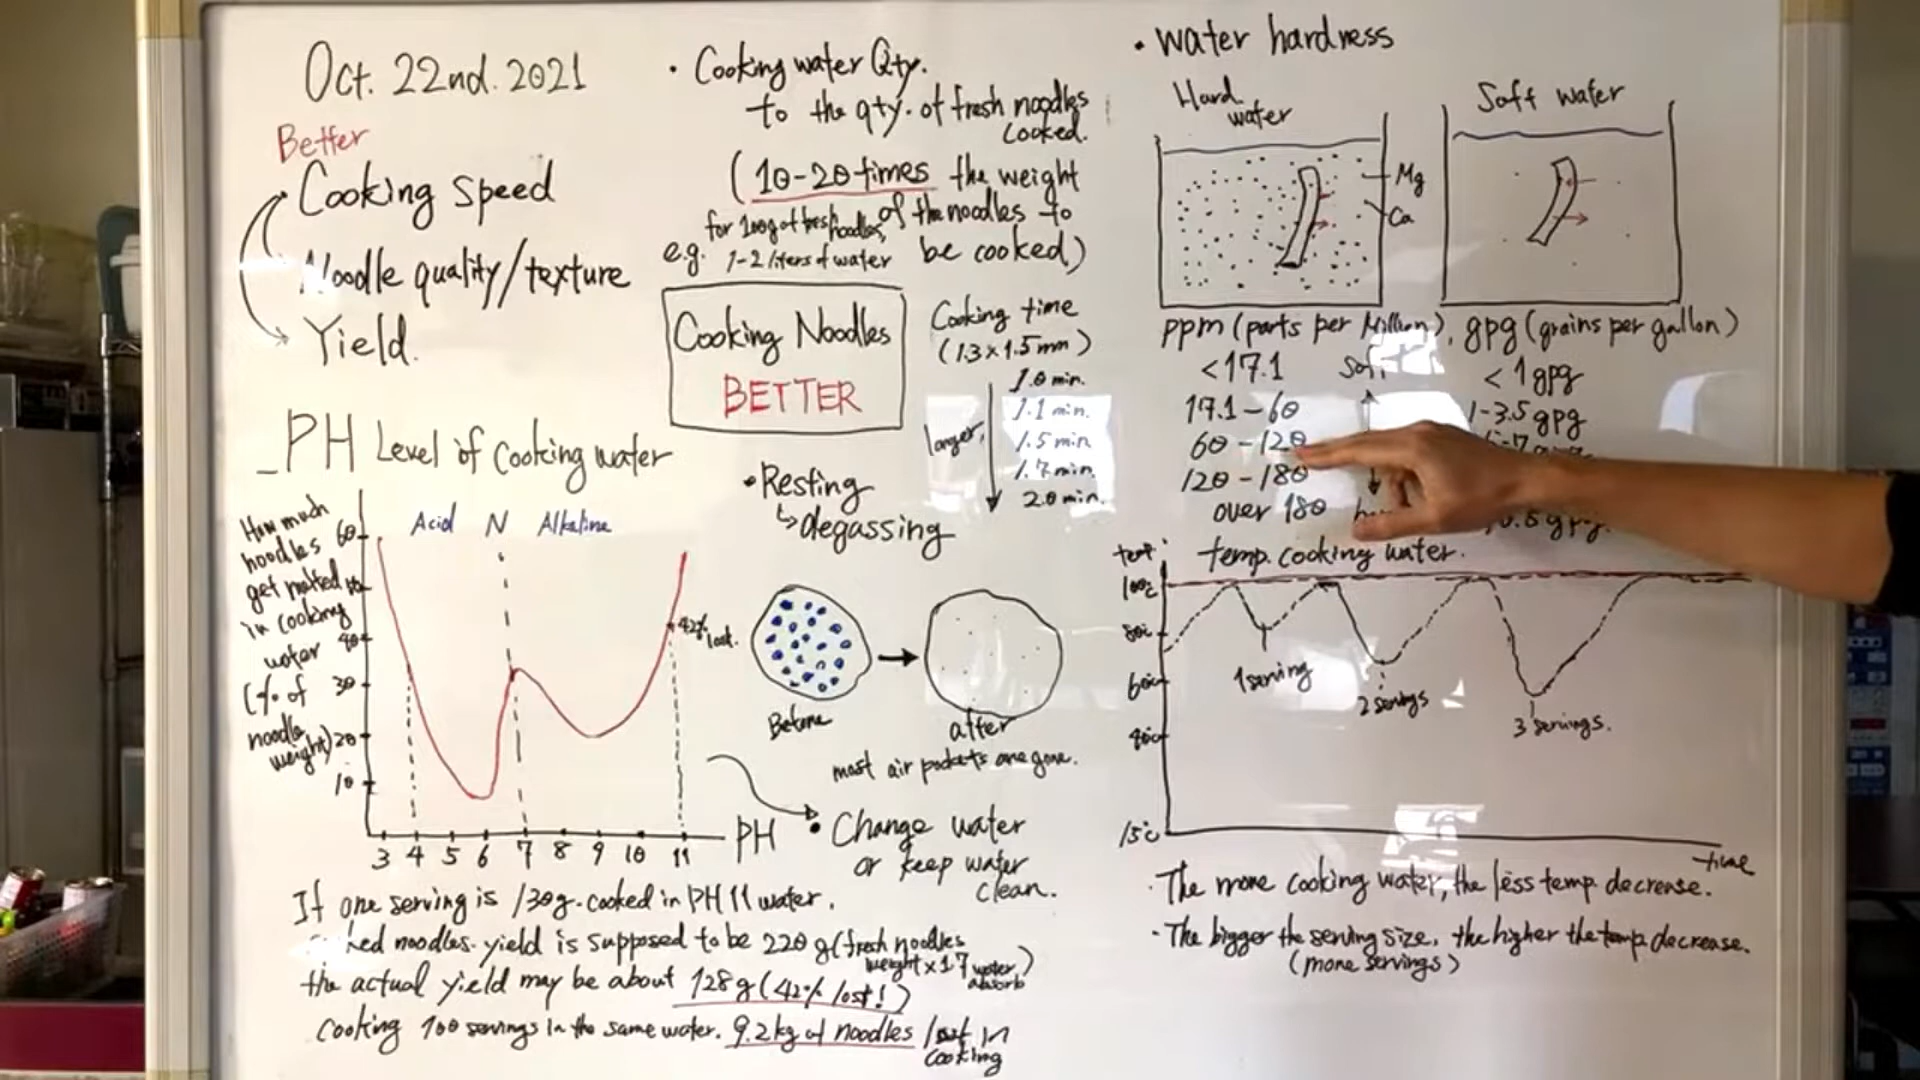 Oct. 22nd. 2021
Better
Cooking speed
Noodle quality/texture
Yield.
PH Level of cooking water
How much
noodles
get melted
in cooking
water
(% of
noodle
weight)
Acid N Alkaline
60
40
30
20
10
42%
lost.
3 4 5 6 7 8 9 10 11 PH
If one serving is 130g. cooked in PH 11 water.
noodles. yield is supposed to be 220 g (fresh noodles
weight x 1.7 water
absorb)
the actual yield may be about 128g (42% lost!)
Cooking 100 servings in the same water. 9.2kg of noodles lost in
cooking
• Cooking water Qty.
to the qty. of fresh noodles
cooked.
(10-20 times the weight
of the noodles to
be cooked)
for 100g of fresh noodles,
e.g. 1-2 liters of water
Cooking Noodles
BETTER
Cooking time
(1.3 x 1.5 mm)
1.0 min.
1.1 min.
1.5 min
1.7 min.
2.0 min.
longer,
• Resting
↳ degassing
Before
after
most air pockets are gone.
• Change water
or keep water
clean.
• Water hardness
Hard
water
Soft water
Mg
Ca
ppm (parts per Million), gpg (grains per gallon)
<17.1 < 1gpg
17.1-60 1-3.5 gpg
60-120
120-180
over 180
temp. cooking water.
temp.
100℃
80℃
60℃
40℃
15℃
1 serving
2 servings
3 servings.
time
• The more cooking water, the less temp. decrease.
• The bigger the serving size, the higher the temp. decrease.
(more servings)